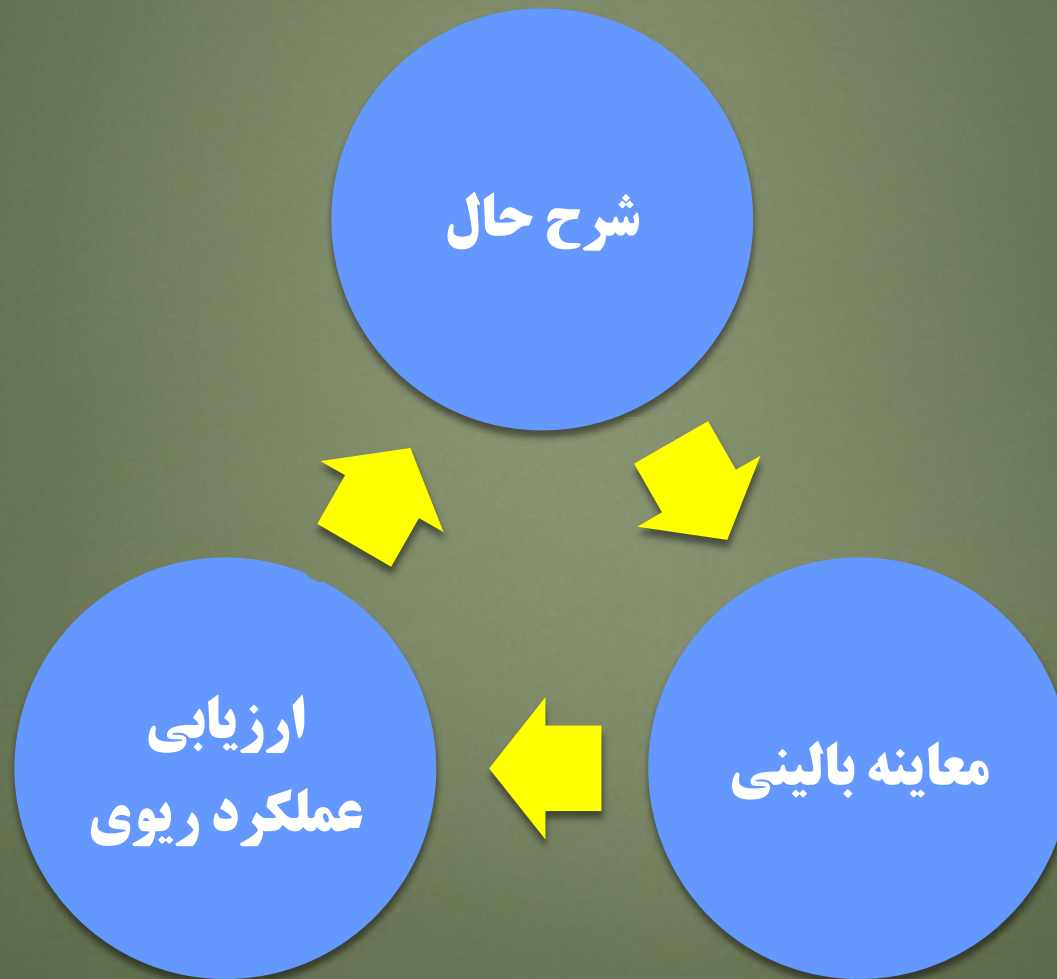 شرح حال
معاینه بالینی
ارزیابی
عملکرد ریوی